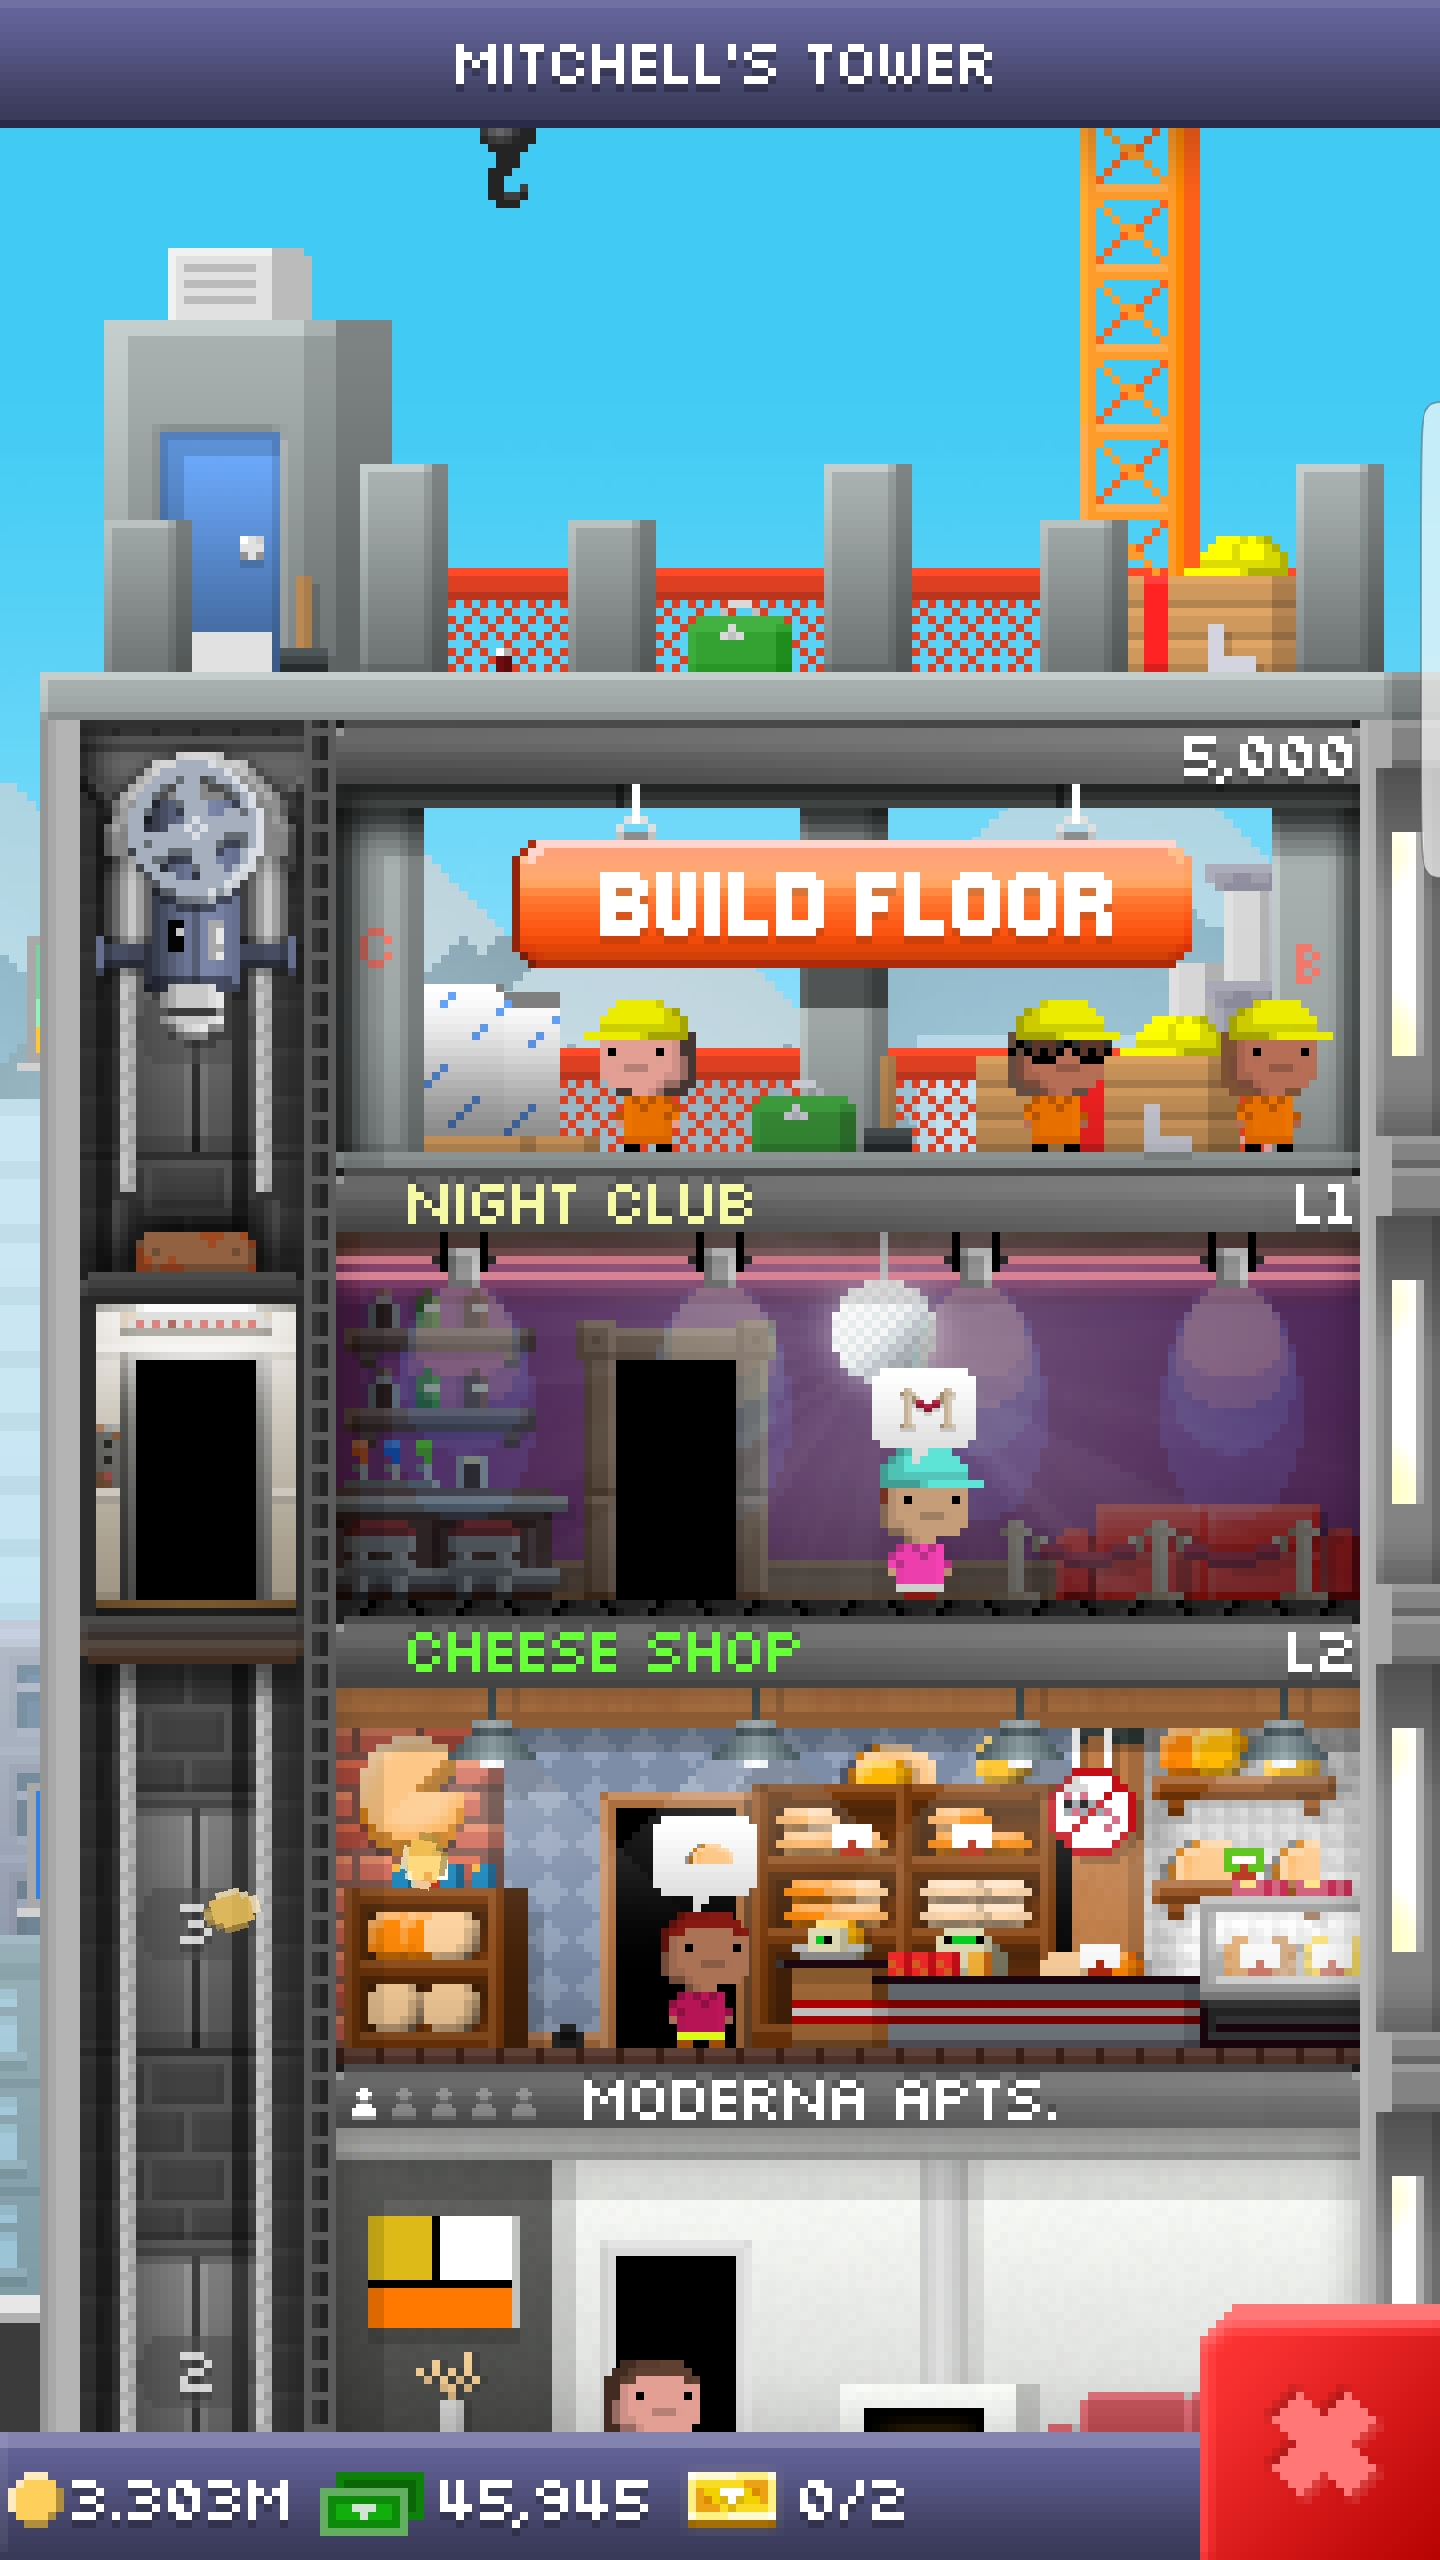 MITCHELL'S TOWER
5,000
BUILD FLOOR
C
B
NIGHT CLUB L1
CHEESE SHOP L2
3
MODERNA APTS.
2
3.303M 45,945 0/2